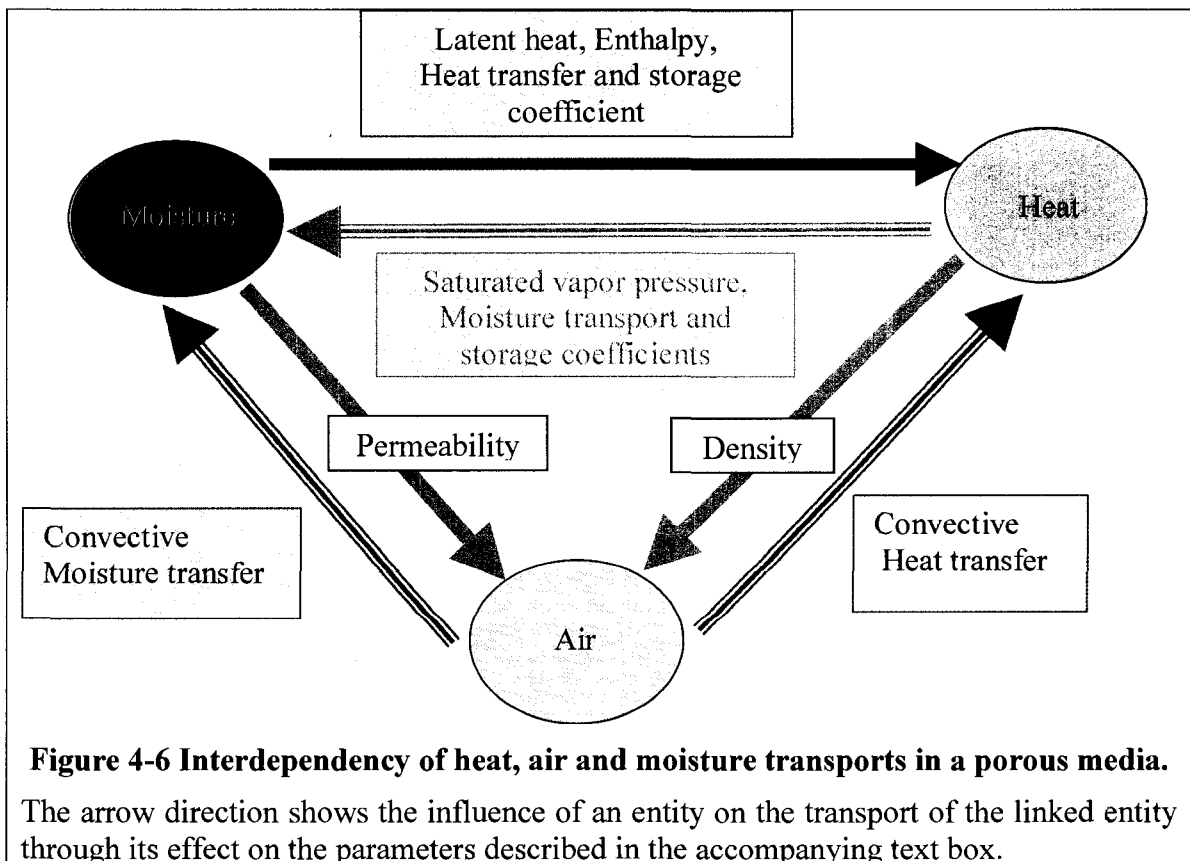 Latent heat, Enthalpy,
Heat transfer and storage
coefficient
Moisture
Heat
Saturated vapor pressure,
Moisture transport and
storage coefficients
Permeability
Density
Convective
Moisture transfer
Convective
Heat transfer
Air
Figure 4-6 Interdependency of heat, air and moisture transports in a porous media.
The arrow direction shows the influence of an entity on the transport of the linked entity
through its effect on the parameters described in the accompanying text box.